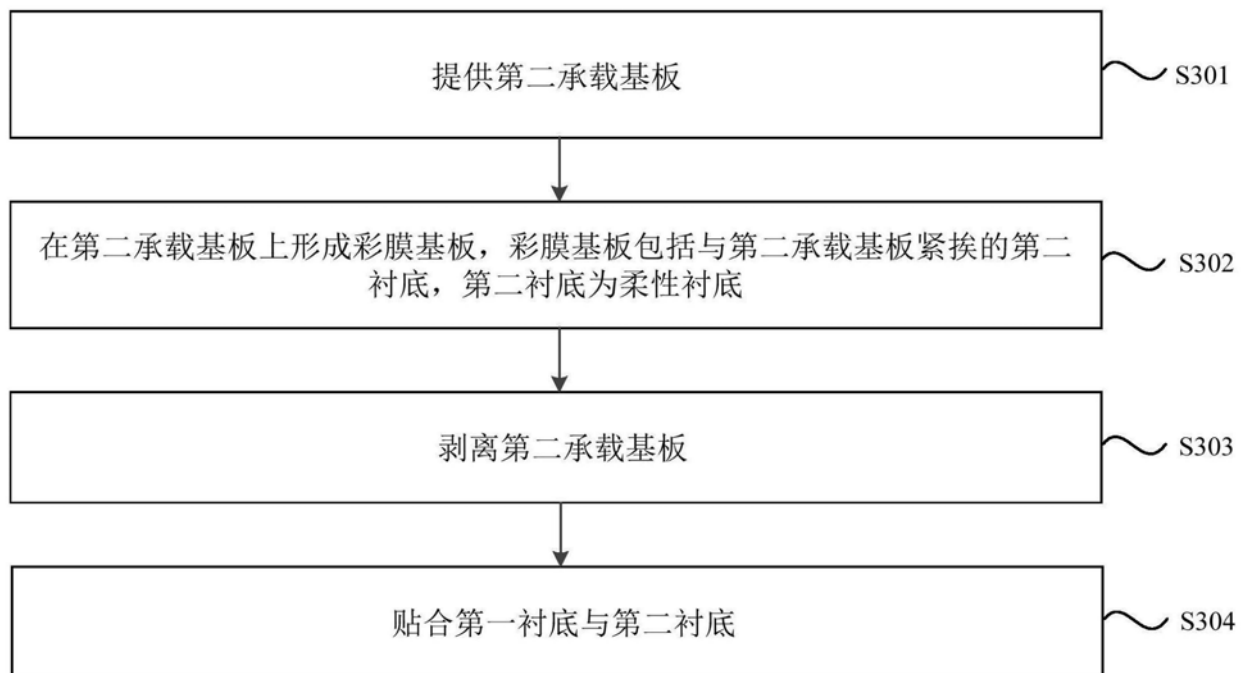 提供第二承载基板
S301
在第二承载基板上形成彩膜基板，彩膜基板包括与第二承载基板紧挨的第二
衬底，第二衬底为柔性衬底
S302
剥离第二承载基板
S303
贴合第一衬底与第二衬底
S304